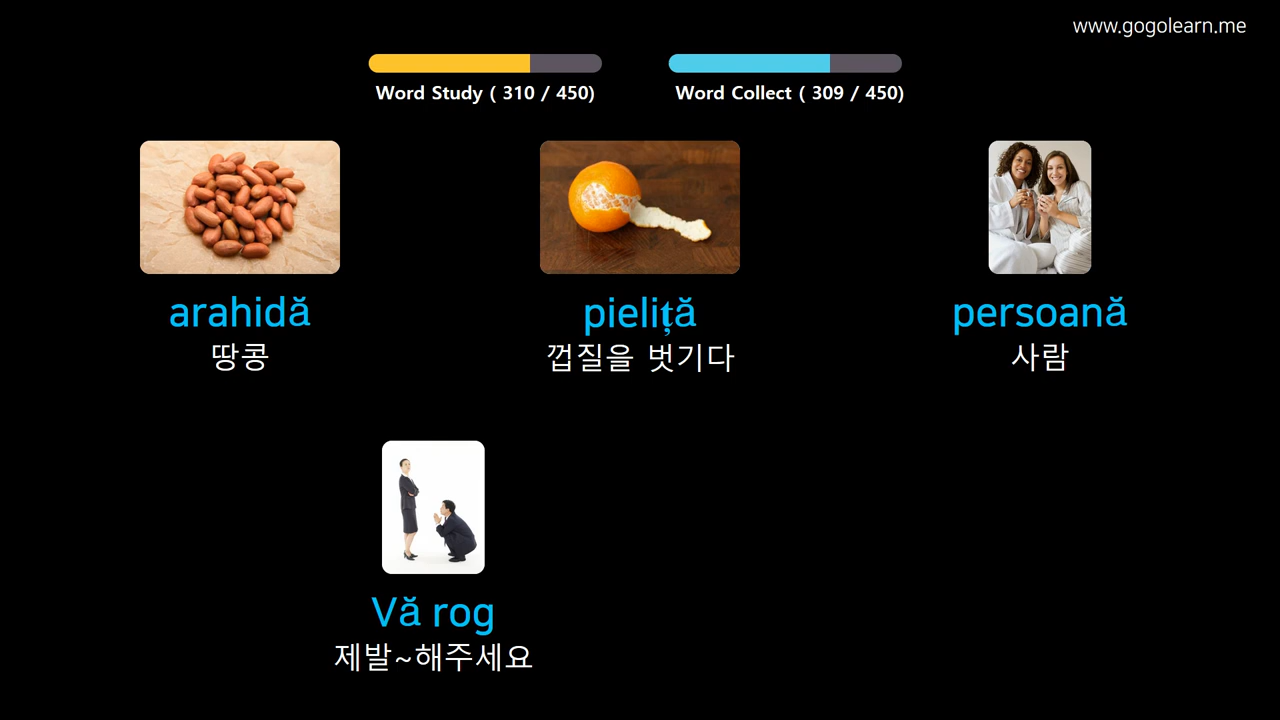 www.gogolearn.me
Word Study ( 310 / 450)
Word Collect ( 309 / 450)
arahidă
땅콩
pieliță
껍질을 벗기다
persoană
사람
Vă rog
제발~해주세요